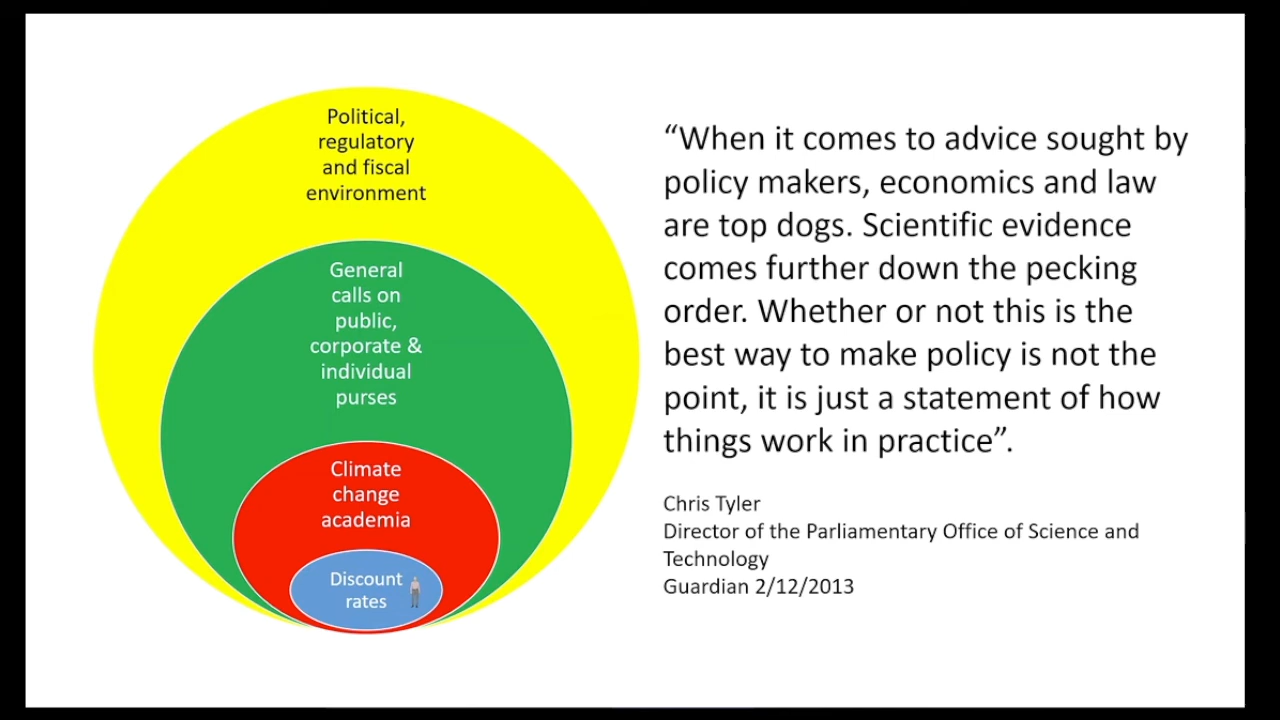 Political,
regulatory
and fiscal
environment
General
calls on
public,
corporate &
individual
purses
Climate
change
academia
Discount
rates
“When it comes to advice sought by
policy makers, economics and law
are top dogs. Scientific evidence
comes further down the pecking
order. Whether or not this is the
best way to make policy is not the
point, it is just a statement of how
things work in practice”.
Chris Tyler
Director of the Parliamentary Office of Science and
Technology
Guardian 2/12/2013